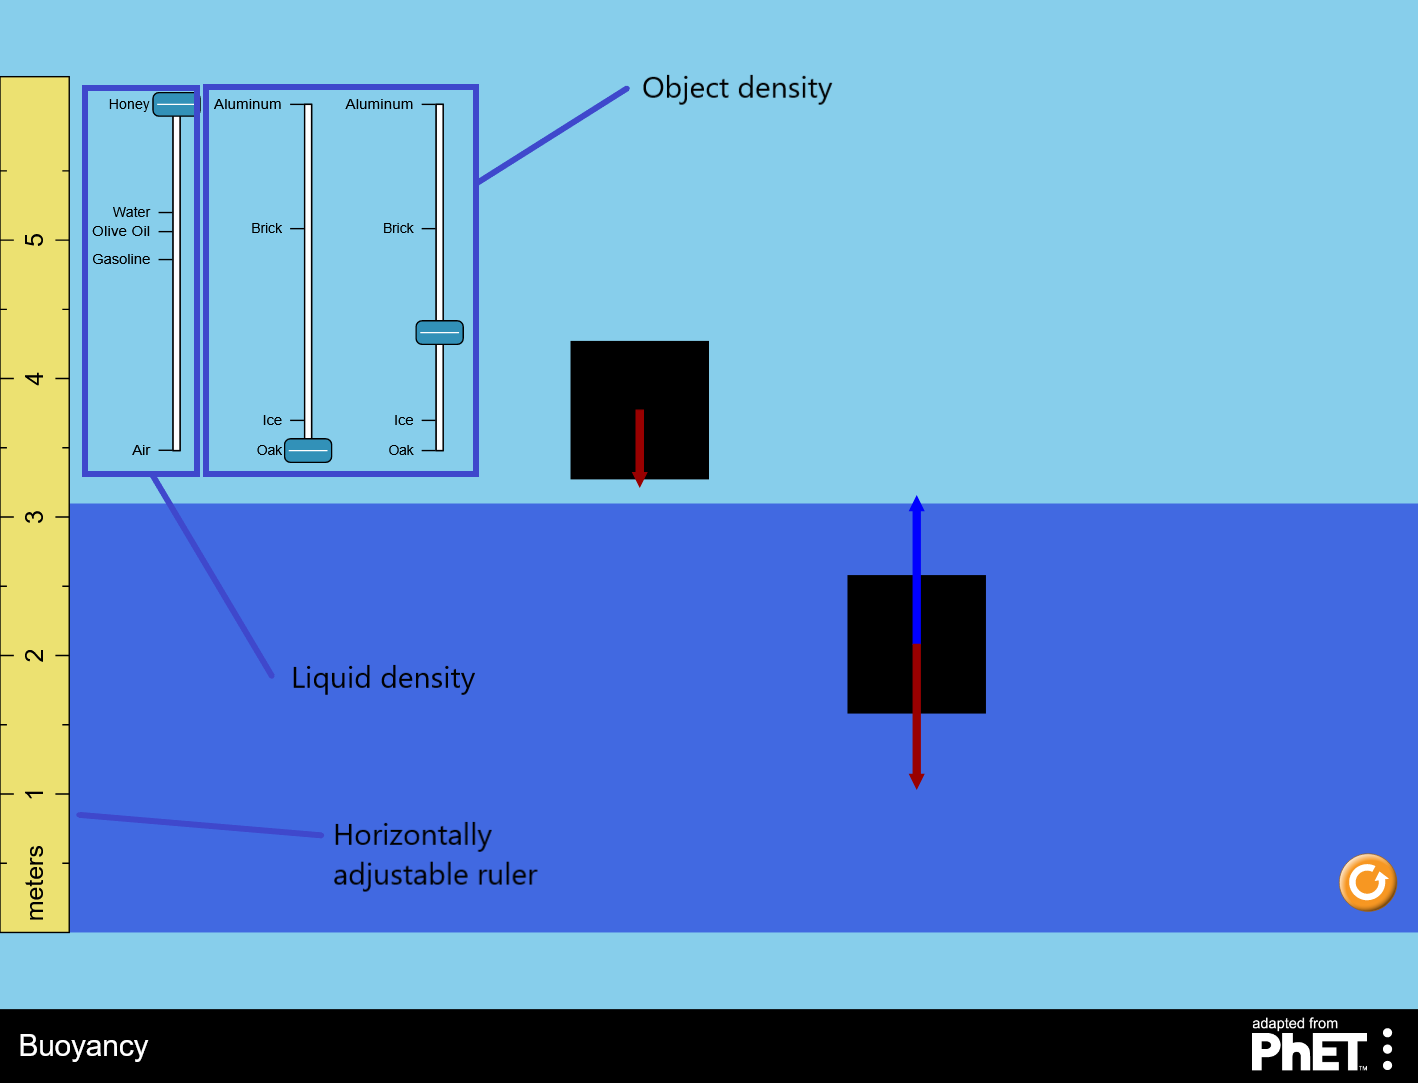 Object density
Honey
Water
Olive Oil
Gasoline
Air
Aluminum
Brick
Ice
Oak
Aluminum
Brick
Ice
Oak
5
4
3
2
1
meters
Liquid density
Horizontally
adjustable ruler
Buoyancy
adapted from
PhET™